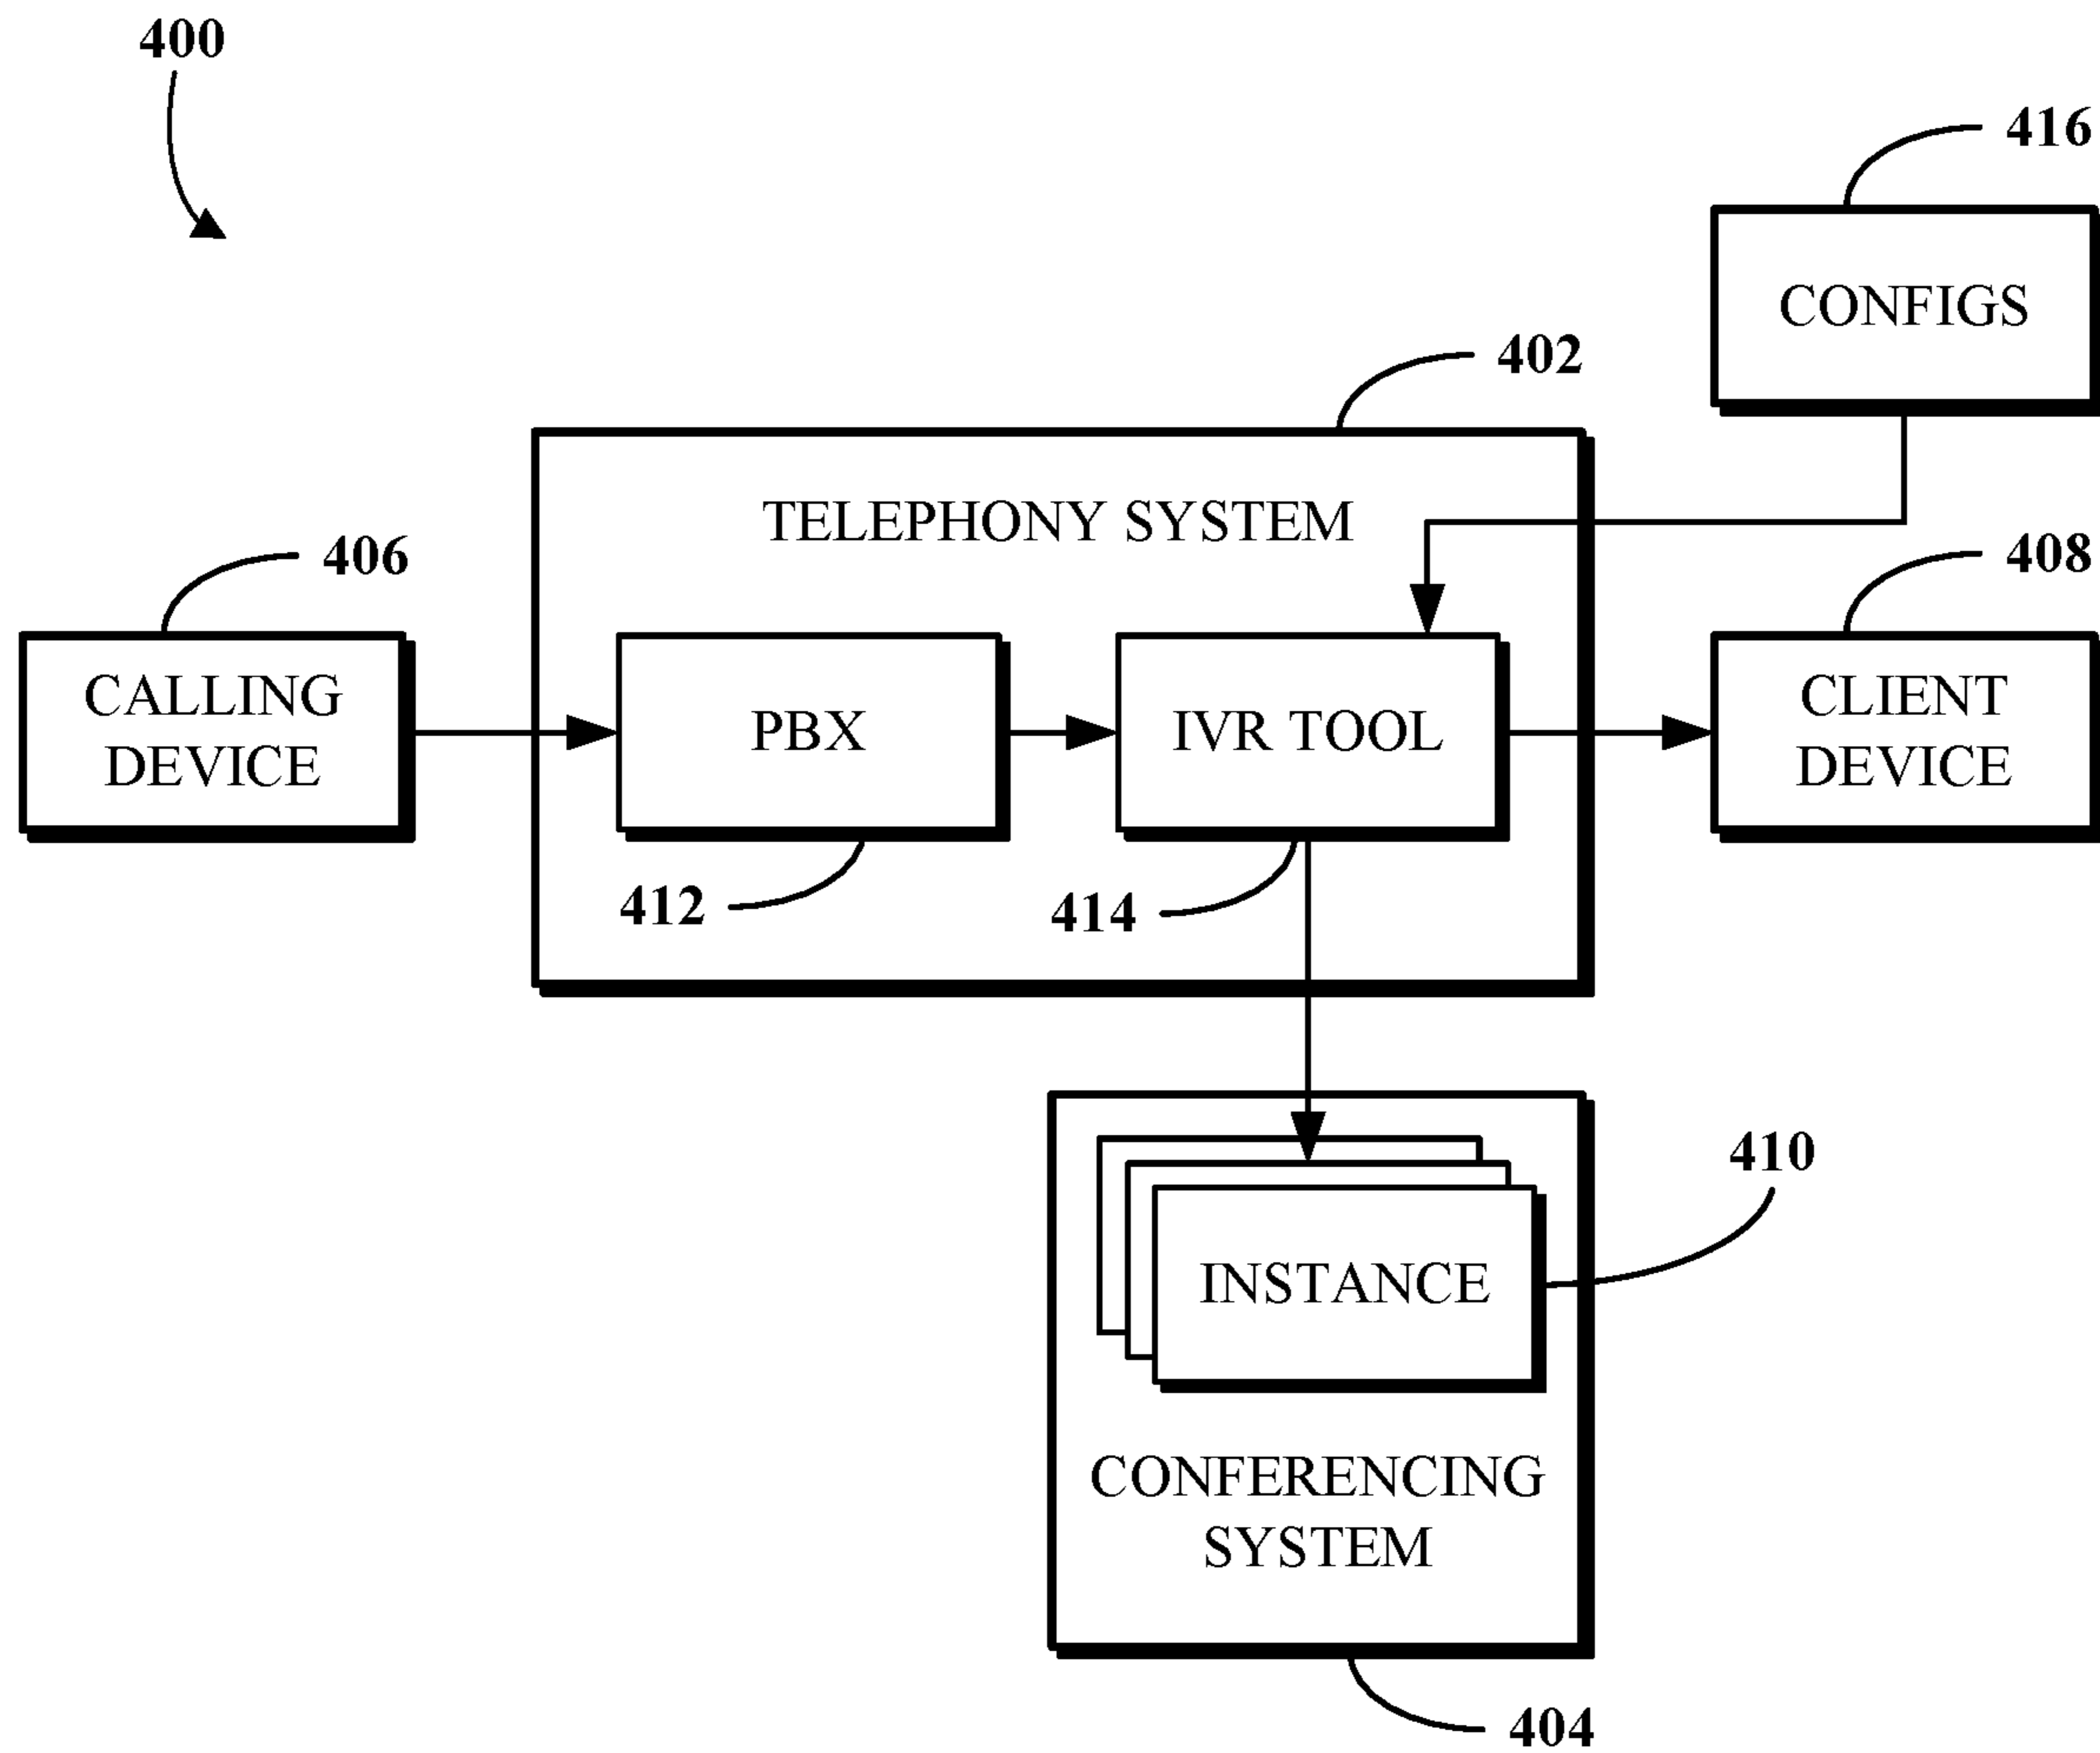 400
416
CONFIGS
402
TELEPHONY SYSTEM
406
408
CALLING
DEVICE
PBX
IVR TOOL
CLIENT
DEVICE
412
414
410
INSTANCE
CONFERENCING
SYSTEM
404